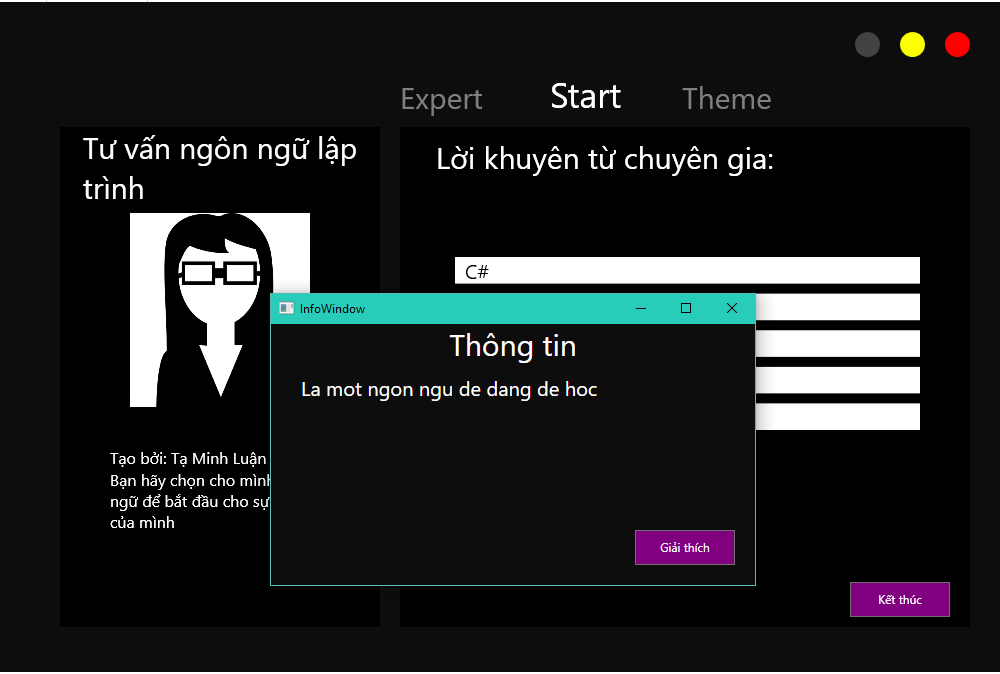 Expert
Start
Theme
Tư vấn ngôn ngữ lập
trình
Lời khuyên từ chuyên gia:
C#
InfoWindow
Thông tin
La mot ngon ngu de dang de hoc
Giải thích
Tạo bởi: Tạ Minh Luận
Bạn hãy chọn cho mình
ngữ để bắt đầu cho sự
của mình
Kết thúc